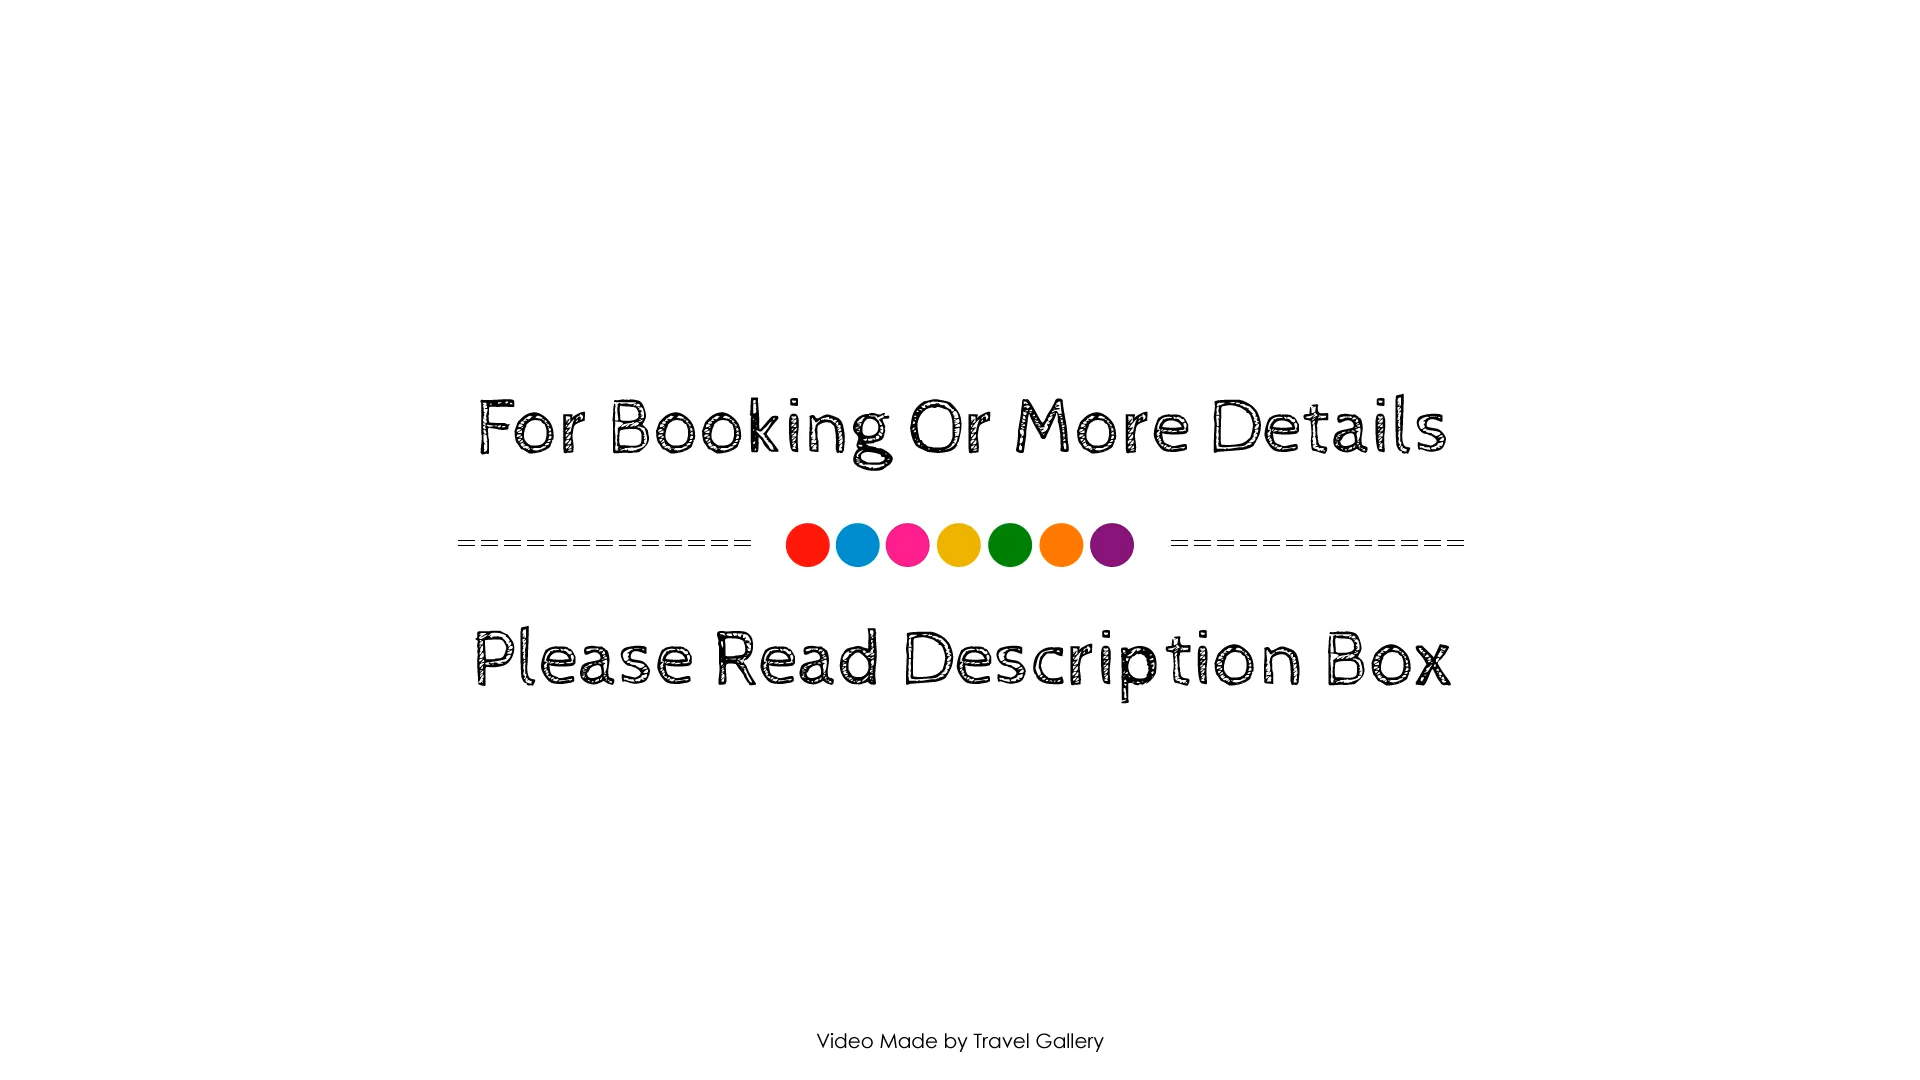 For Booking Or More Details
============= =============
Please Read Description Box
Video Made by Travel Gallery